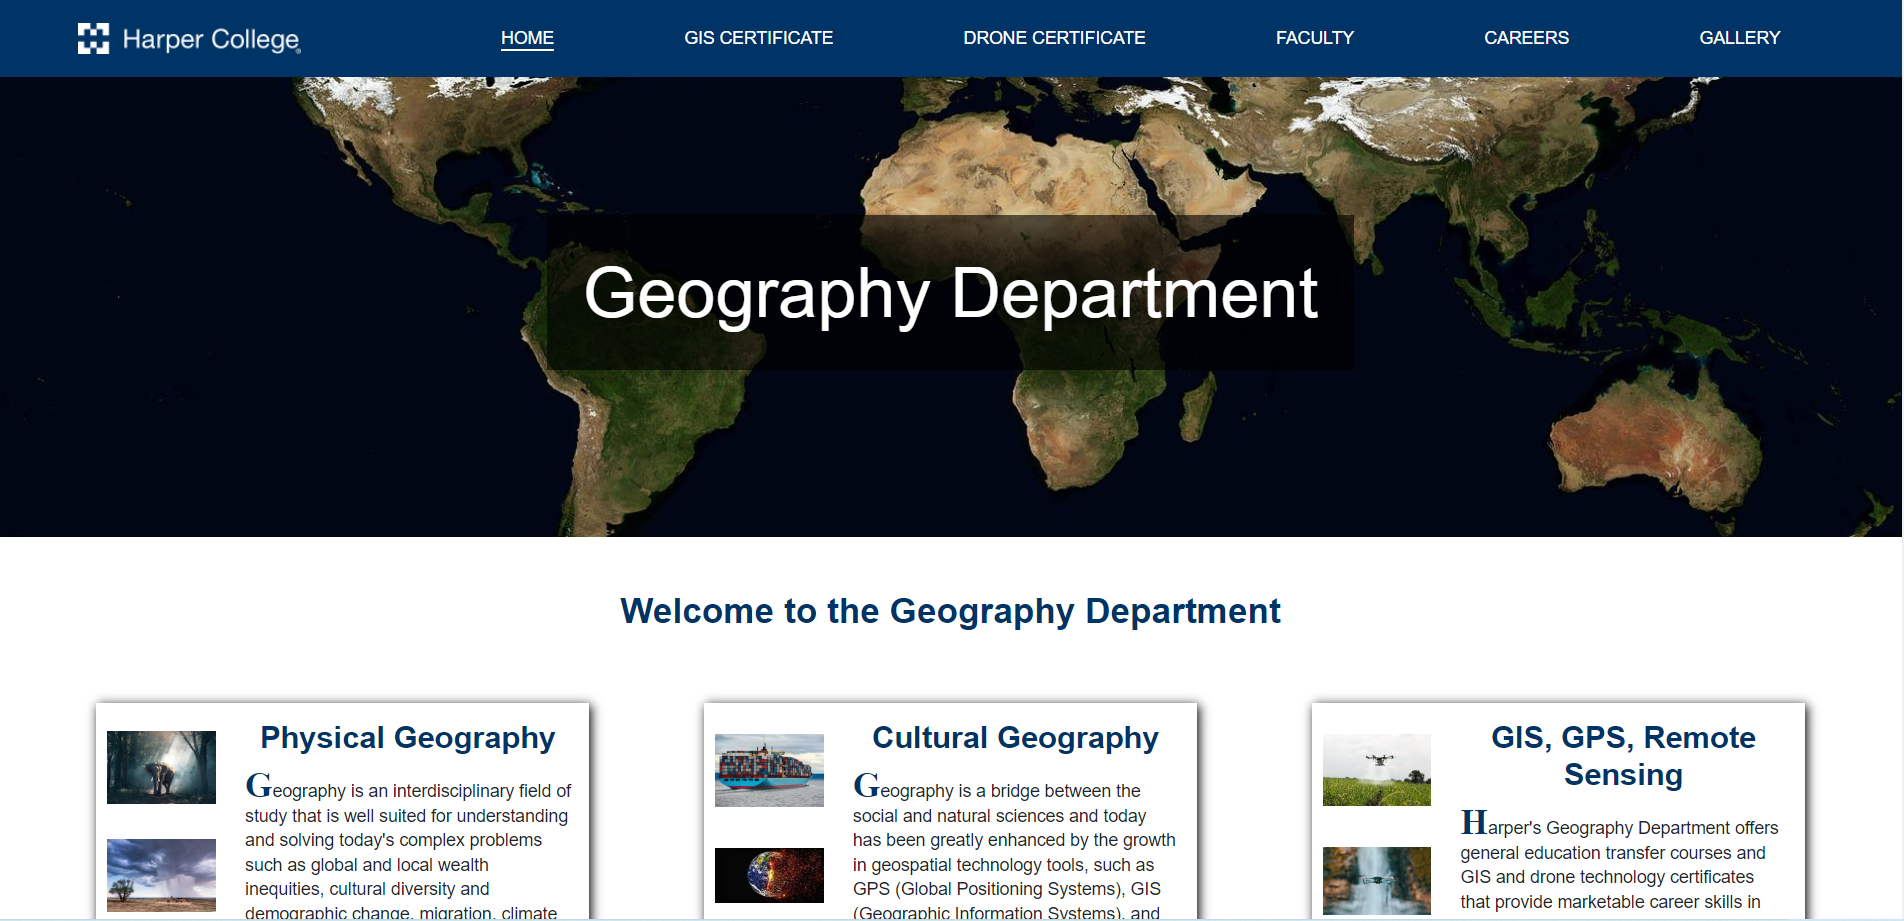 Harper College
HOME
GIS CERTIFICATE
DRONE CERTIFICATE
FACULTY
CAREERS
GALLERY
Geography Department
Welcome to the Geography Department
Physical Geography
Geography is an interdisciplinary field of
study that is well suited for understanding
and solving today's complex problems
such as global and local wealth
inequities, cultural diversity and
demographic change, migration, climate
Cultural Geography
Geography is a bridge between the
social and natural sciences and today
has been greatly enhanced by the growth
in geospatial technology tools, such as
GPS (Global Positioning Systems), GIS
(Geographic Information Systems), and
GIS, GPS, Remote
Sensing
Harper's Geography Department offers
general education transfer courses and
GIS and drone technology certificates
that provide marketable career skills in